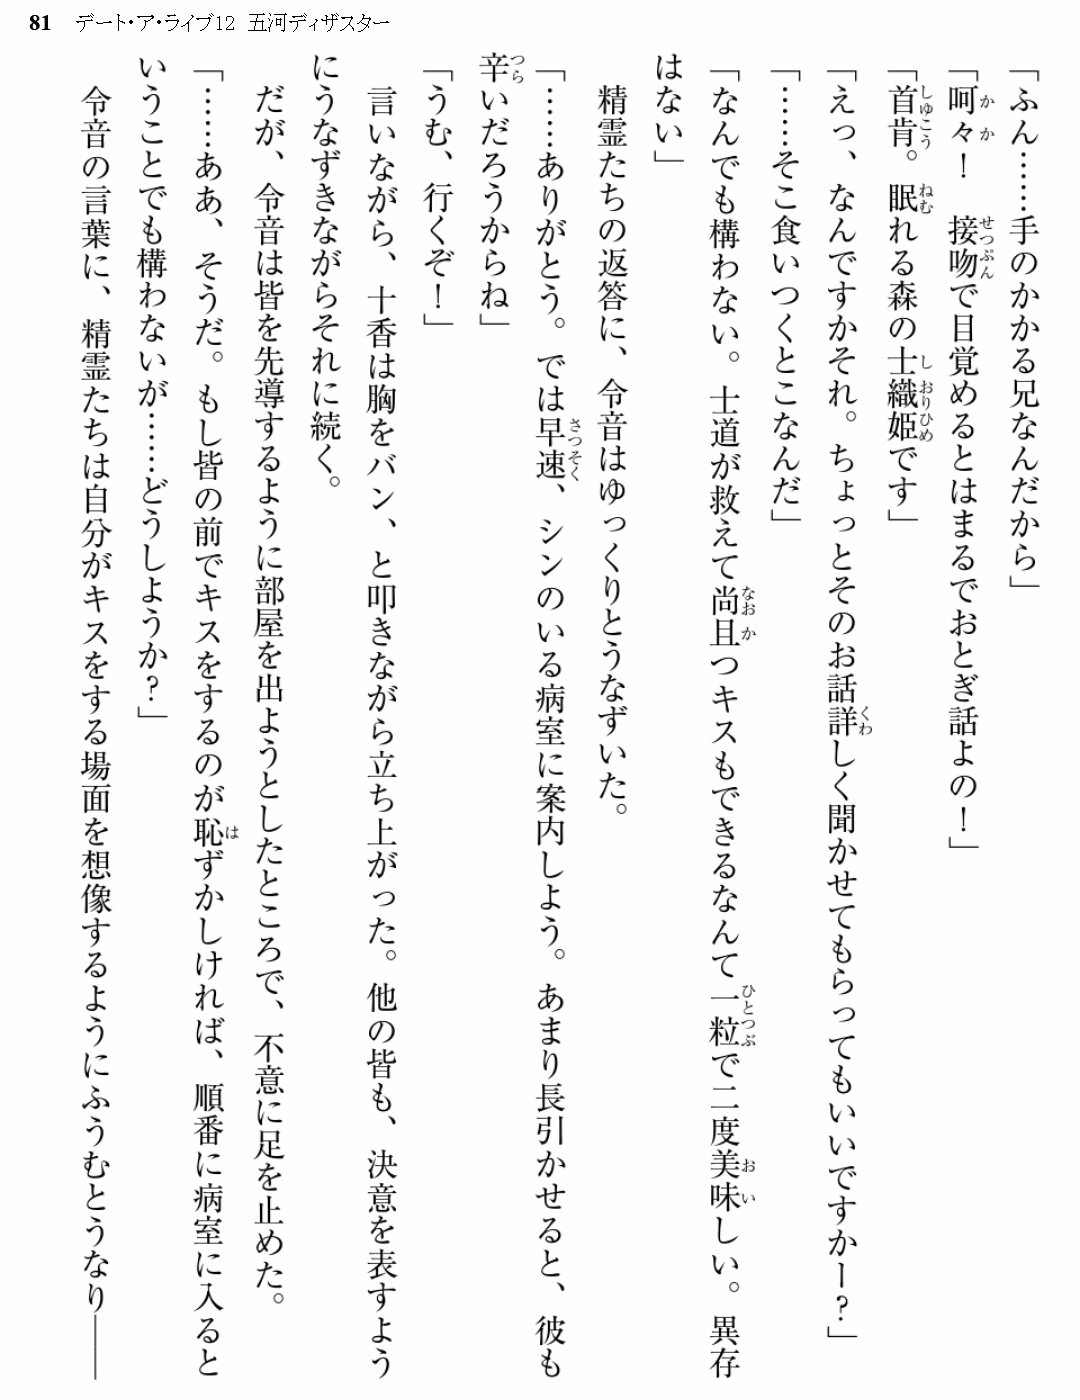 81 デート・ア・ライブ12 五河ディザスター
「ふん……手のかかる兄なんだから」
「呵々！　接吻で目覚めるとはまるでおとぎ話よの！」
「首肯。眠れる森の士織姫です」
「えっ、なんですかそれ。ちょっとそのお話詳しく聞かせてもらってもいいですかー？」
「……そこ食いつくとこなんだ」
「なんでも構わない。士道が救えて尚且つキスもできるなんて一粒で二度美味しい。異存
はない」
　精霊たちの返答に、令音はゆっくりとうなずいた。
「……ありがとう。では早速、シンのいる病室に案内しよう。あまり長引かせると、彼も
辛いだろうからね」
「うむ、行くぞ！」
　言いながら、十香は胸をバン、と叩きながら立ち上がった。他の皆も、決意を表すよう
にうなずきながらそれに続く。
　だが、令音は皆を先導するように部屋を出ようとしたところで、不意に足を止めた。
「……ああ、そうだ。もし皆の前でキスをするのが恥ずかしければ、順番に病室に入ると
いうことでも構わないが……どうしようか？」
　令音の言葉に、精霊たちは自分がキスをする場面を想像するようにふうむとうなり――